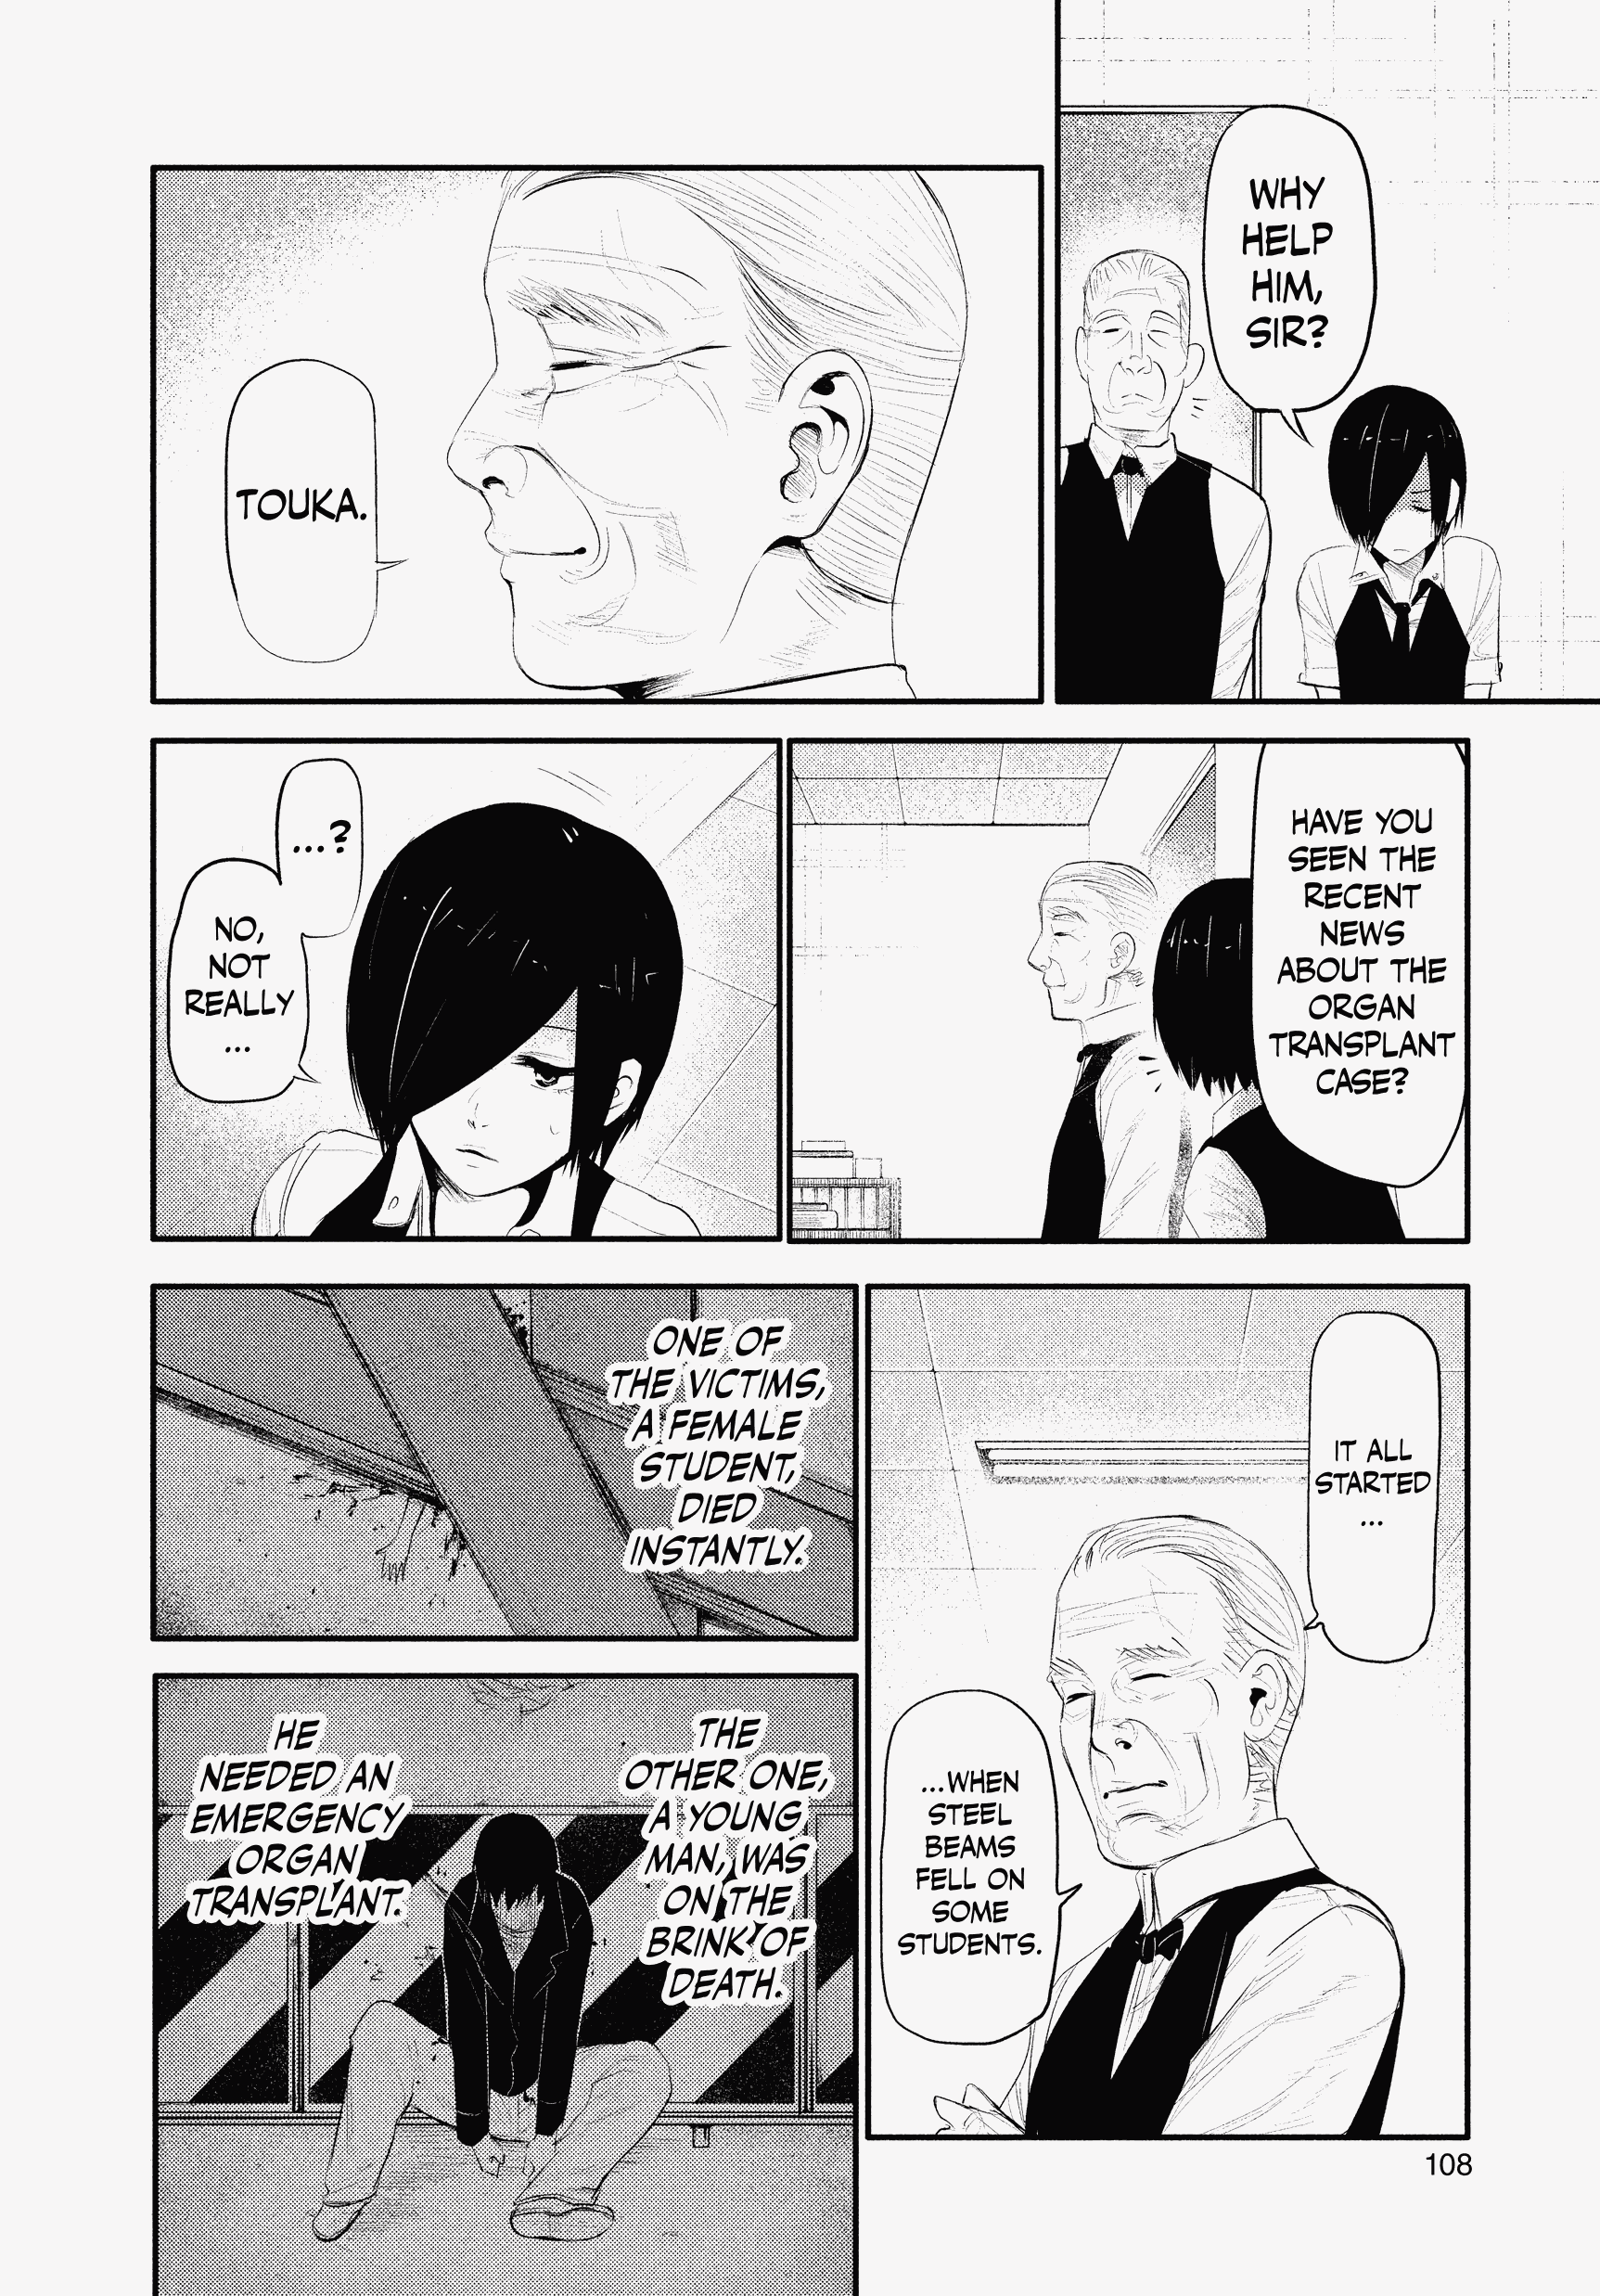 WHY
HELP
HIM,
SIR?
TOUKA.
HAVE YOU
SEEN THE
RECENT
NEWS
ABOUT THE
ORGAN
TRANSPLANT
CASE?
...?
NO,
NOT
REALLY
...
IT ALL
STARTED
...
...WHEN
STEEL
BEAMS
FELL ON
SOME
STUDENTS.
ONE OF
THE VICTIMS,
A FEMALE
STUDENT,
DIED
INSTANTLY.
THE
OTHER ONE,
A YOUNG
MAN, WAS
ON THE
BRINK OF
DEATH.
HE
NEEDED AN
EMERGENCY
ORGAN
TRANSPLANT.
108